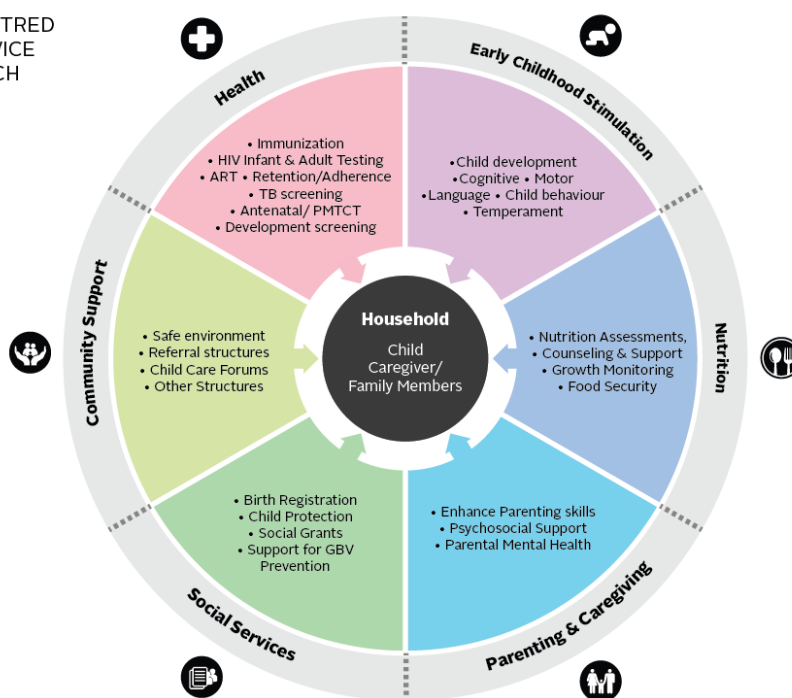 TRED
VICE
CH
Health
• Immunization
• HIV Infant & Adult Testing
• ART • Retention/Adherence
• TB screening
• Antenatal/ PMTCT
• Development screening
Early Childhood Stimulation
•Child development
•Cognitive • Motor
•Language • Child behaviour
• Temperament
Community Support
• Safe environment
• Referral structures
• Child Care Forums
• Other Structures
Household
Child
Caregiver/
Family Members
Nutrition
• Nutrition Assessments,
• Counseling & Support
• Growth Monitoring
• Food Security
Social Services
• Birth Registration
• Child Protection
• Social Grants
• Support for GBV
Prevention
Parenting & Caregiving
• Enhance Parenting skills
• Psychosocial Support
• Parental Mental Health